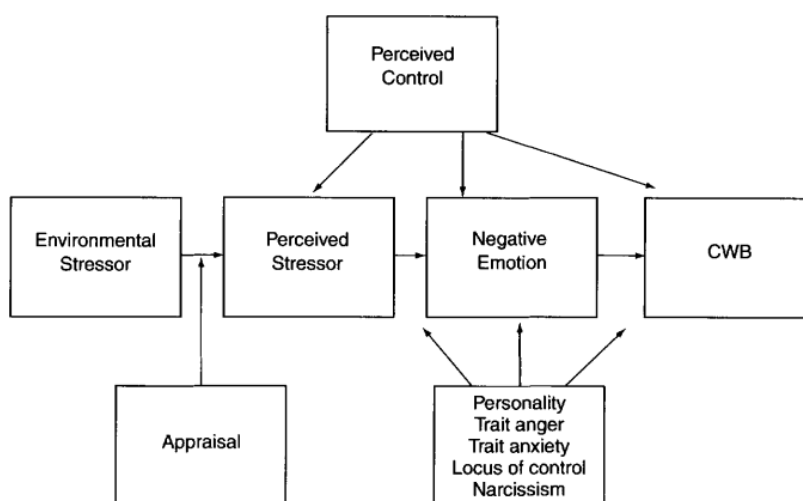 Perceived
Control
Environmental
Stressor
Perceived
Stressor
Negative
Emotion
CWB
Appraisal
Personality
Trait anger
Trait anxiety
Locus of control
Narcissism